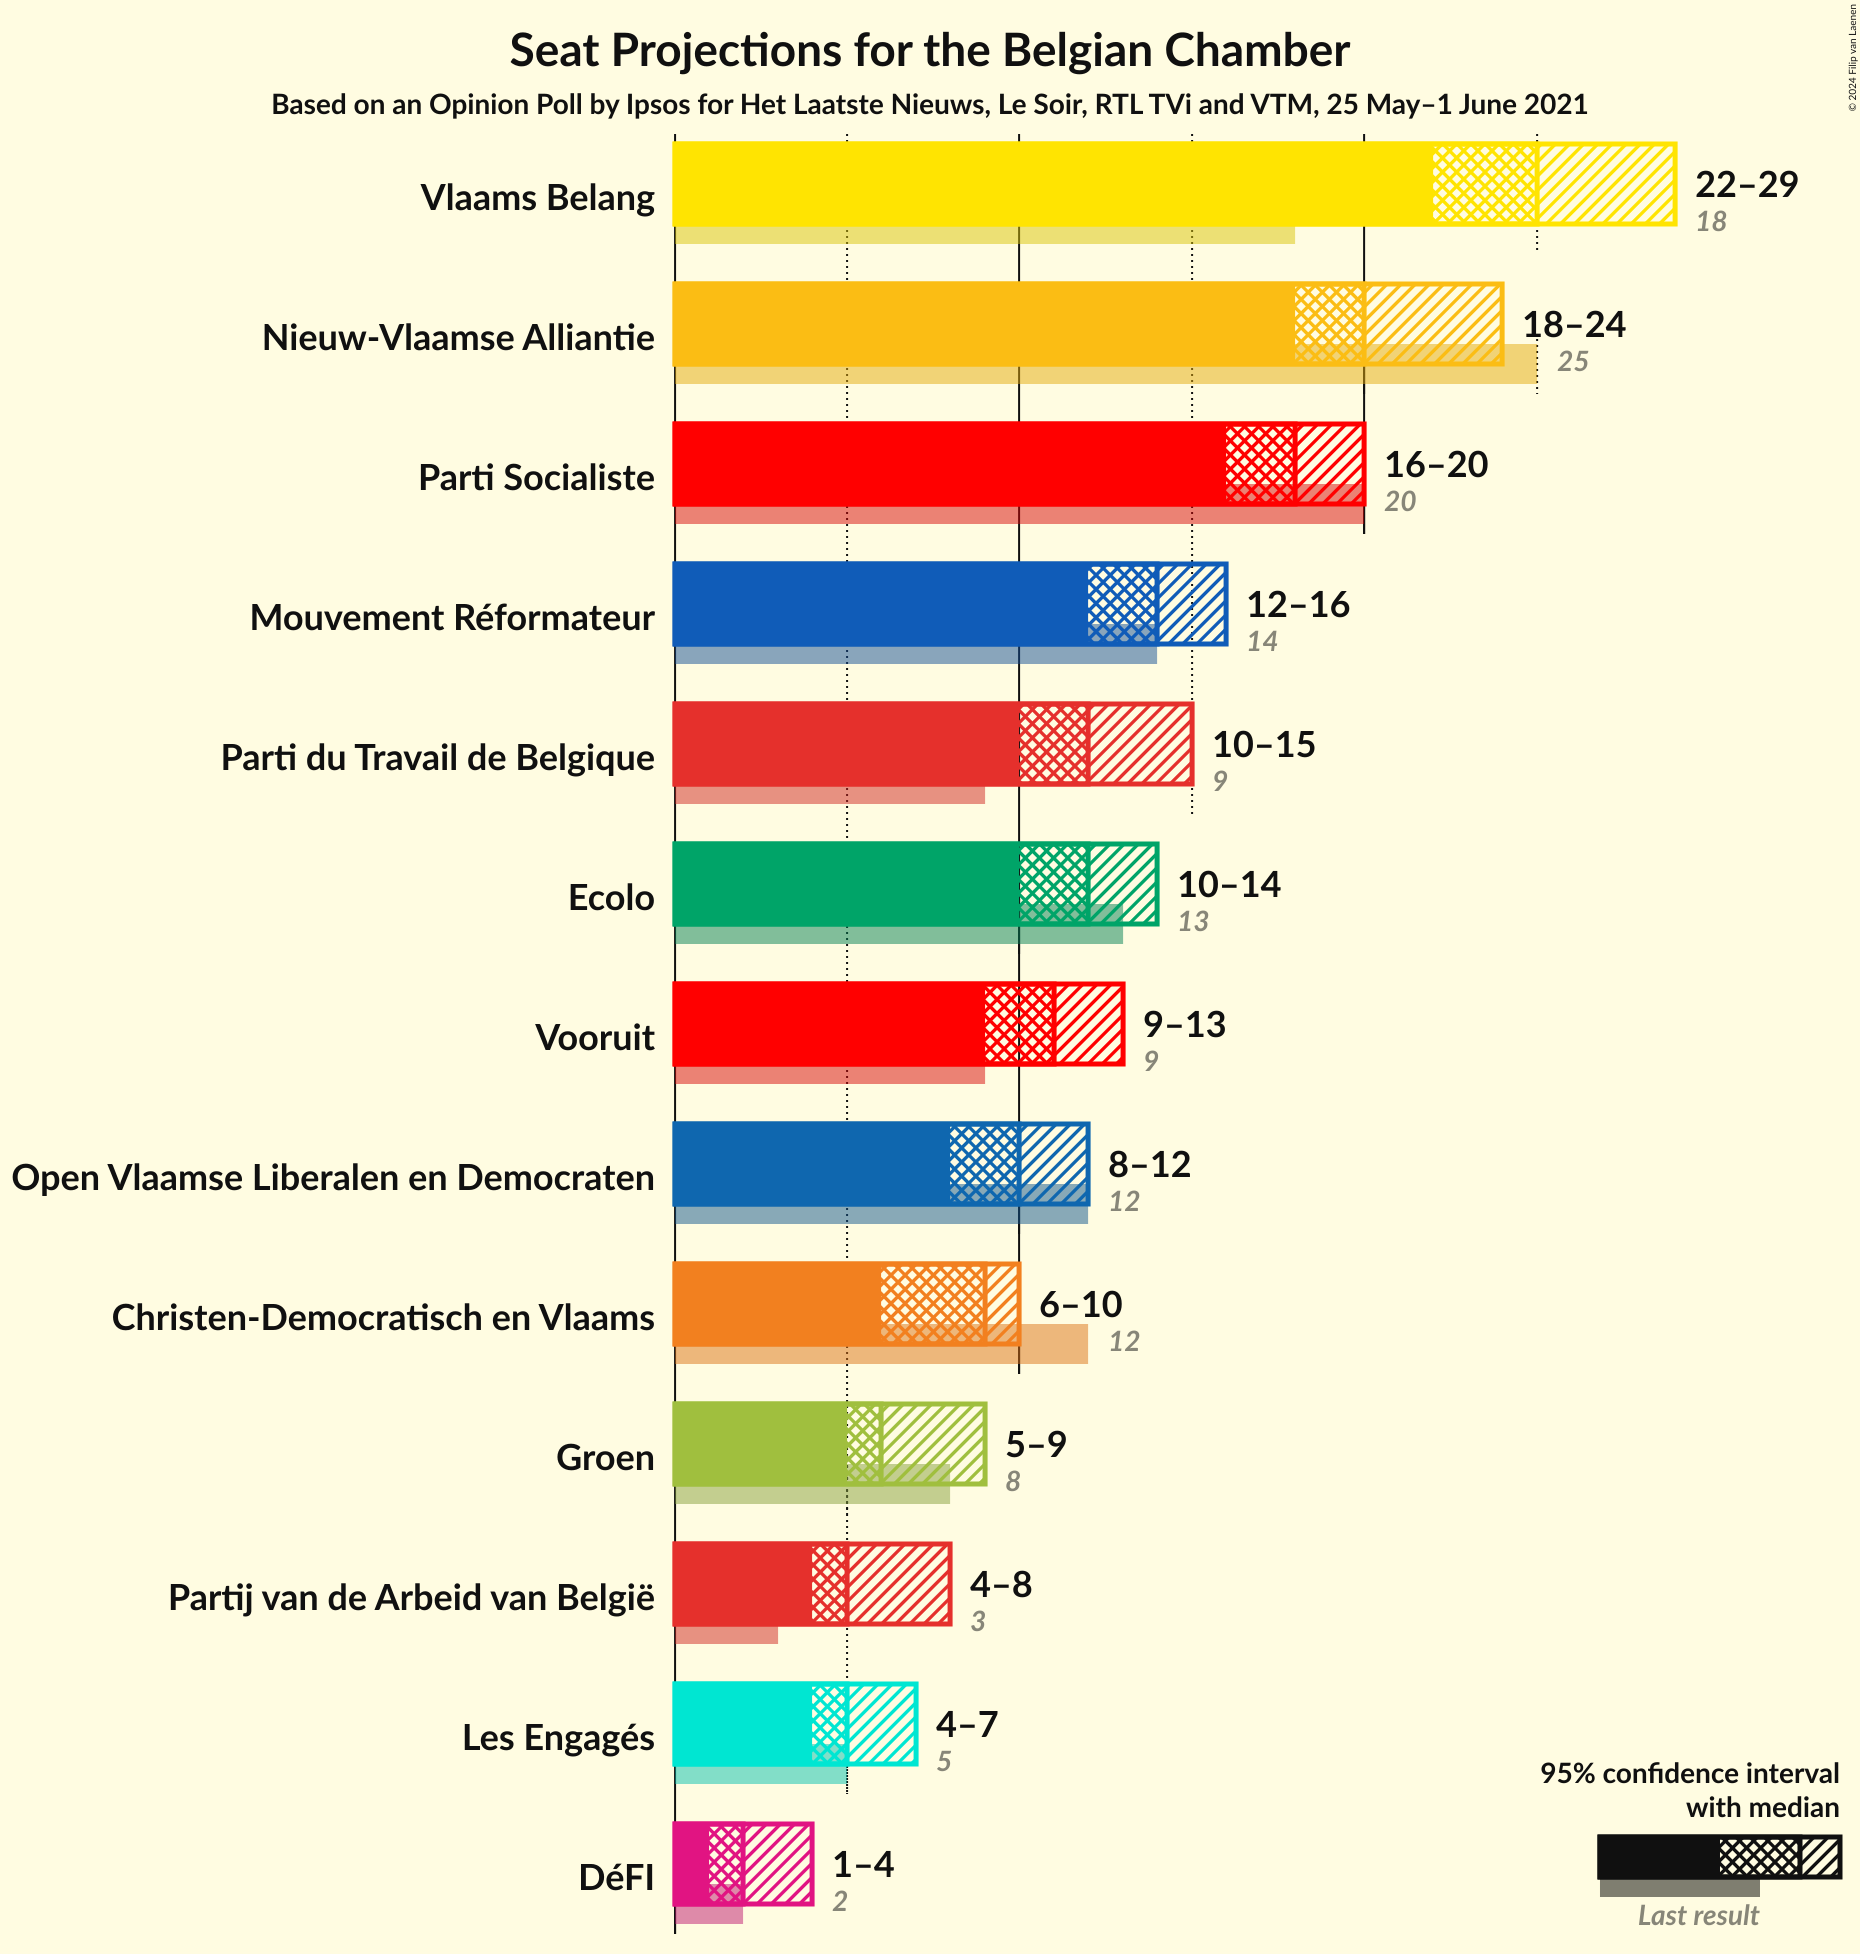 Seat Projections for the Belgian Chamber
Based on an Opinion Poll by Ipsos for Het Laatste Nieuws, Le Soir, RTL TVi and VTM, 25 May–1 June 2021
© 2024 Filip van Laenen
Vlaams Belang
22–29
18
Nieuw-Vlaamse Alliantie
18–24
25
Parti Socialiste
16–20
20
Mouvement Réformateur
12–16
14
Parti du Travail de Belgique
10–15
9
Ecolo
10–14
13
Vooruit
9–13
9
Open Vlaamse Liberalen en Democraten
8–12
12
Christen-Democratisch en Vlaams
6–10
12
Groen
5–9
8
Partij van de Arbeid van België
4–8
3
Les Engagés
4–7
5
DéFI
1–4
2
95% confidence interval
with median
Last result